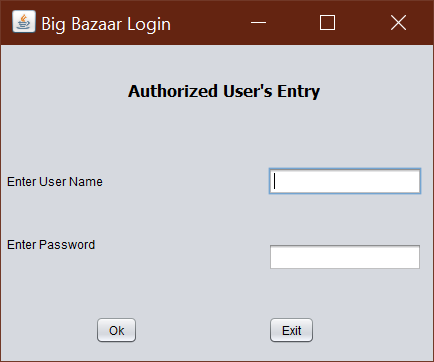 Big Bazaar Login
Authorized User's Entry
Enter User Name
Enter Password
Ok Exit